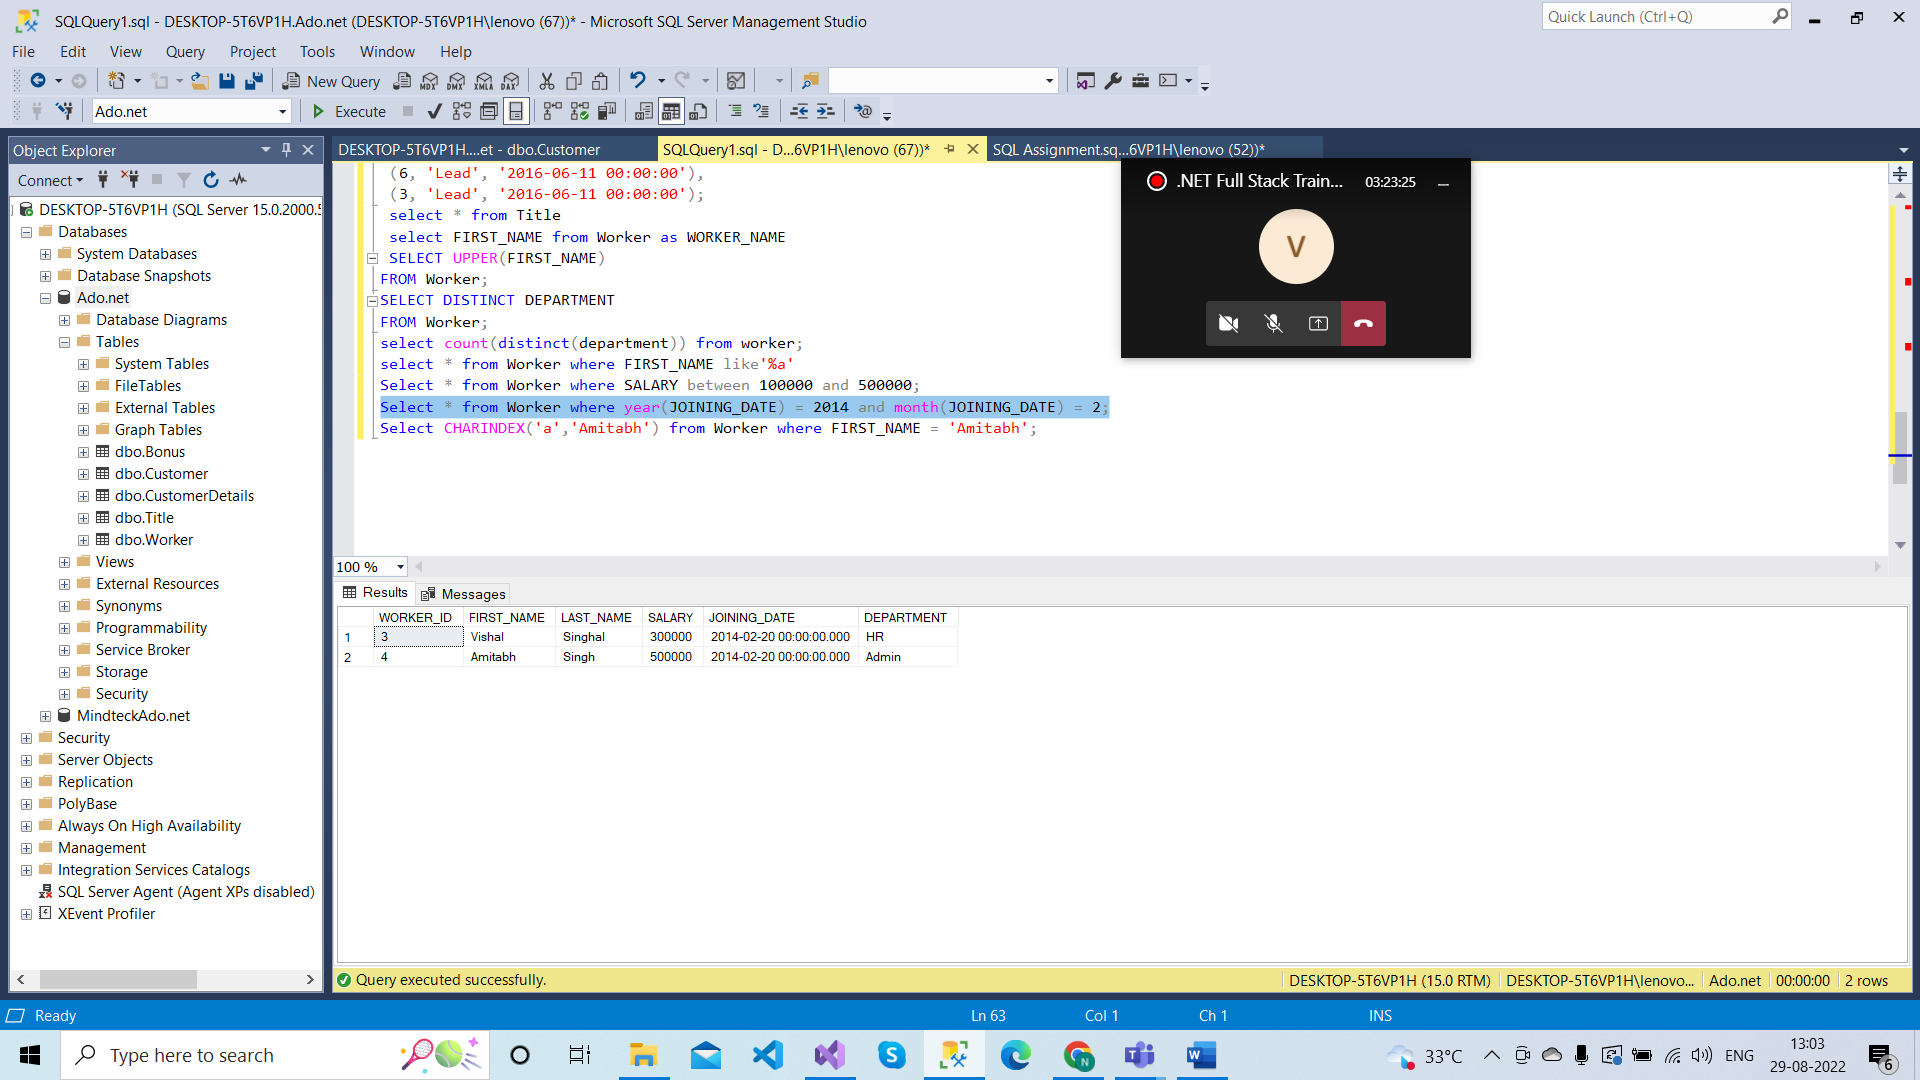 SQLQuery1.sql - DESKTOP-5T6VP1H.Ado.net (DESKTOP-5T6VP1H\lenovo (67))* - Microsoft SQL Server Management Studio
Quick Launch (Ctrl+Q)
File Edit View Query Project Tools Window Help
New Query
MDX DMX XMLA DAX
Ado.net
Execute
Object Explorer
Connect
DESKTOP-5T6VP1H (SQL Server 15.0.2000.5
Databases
System Databases
Database Snapshots
Ado.net
Database Diagrams
Tables
System Tables
FileTables
External Tables
Graph Tables
dbo.Bonus
dbo.Customer
dbo.CustomerDetails
dbo.Title
dbo.Worker
Views
External Resources
Synonyms
Programmability
Service Broker
Storage
Security
MindteckAdo.net
Security
Server Objects
Replication
PolyBase
Always On High Availability
Management
Integration Services Catalogs
SQL Server Agent (Agent XPs disabled)
XEvent Profiler
DESKTOP-5T6VP1H....et - dbo.Customer
SQLQuery1.sql - D...6VP1H\lenovo (67))*
SQL Assignment.sq...6VP1H\lenovo (52))*
(6, 'Lead', '2016-06-11 00:00:00'),
(3, 'Lead', '2016-06-11 00:00:00');
select * from Title
select FIRST_NAME from Worker as WORKER_NAME
SELECT UPPER(FIRST_NAME)
FROM Worker;
SELECT DISTINCT DEPARTMENT
FROM Worker;
select count(distinct(department)) from worker;
select * from Worker where FIRST_NAME like'%a'
Select * from Worker where SALARY between 100000 and 500000;
Select * from Worker where year(JOINING_DATE) = 2014 and month(JOINING_DATE) = 2;
Select CHARINDEX('a','Amitabh') from Worker where FIRST_NAME = 'Amitabh';
.NET Full Stack Train... 03:23:25
V
100 %
Results Messages
WORKER_ID FIRST_NAME LAST_NAME SALARY JOINING_DATE DEPARTMENT
1 3 Vishal Singhal 300000 2014-02-20 00:00:00.000 HR
2 4 Amitabh Singh 500000 2014-02-20 00:00:00.000 Admin
Query executed successfully. DESKTOP-5T6VP1H (15.0 RTM) DESKTOP-5T6VP1H\lenovo... Ado.net 00:00:00 2 rows
Ready Ln 63 Col 1 Ch 1 INS
Type here to search
33°C
ENG
13:03
29-08-2022
6